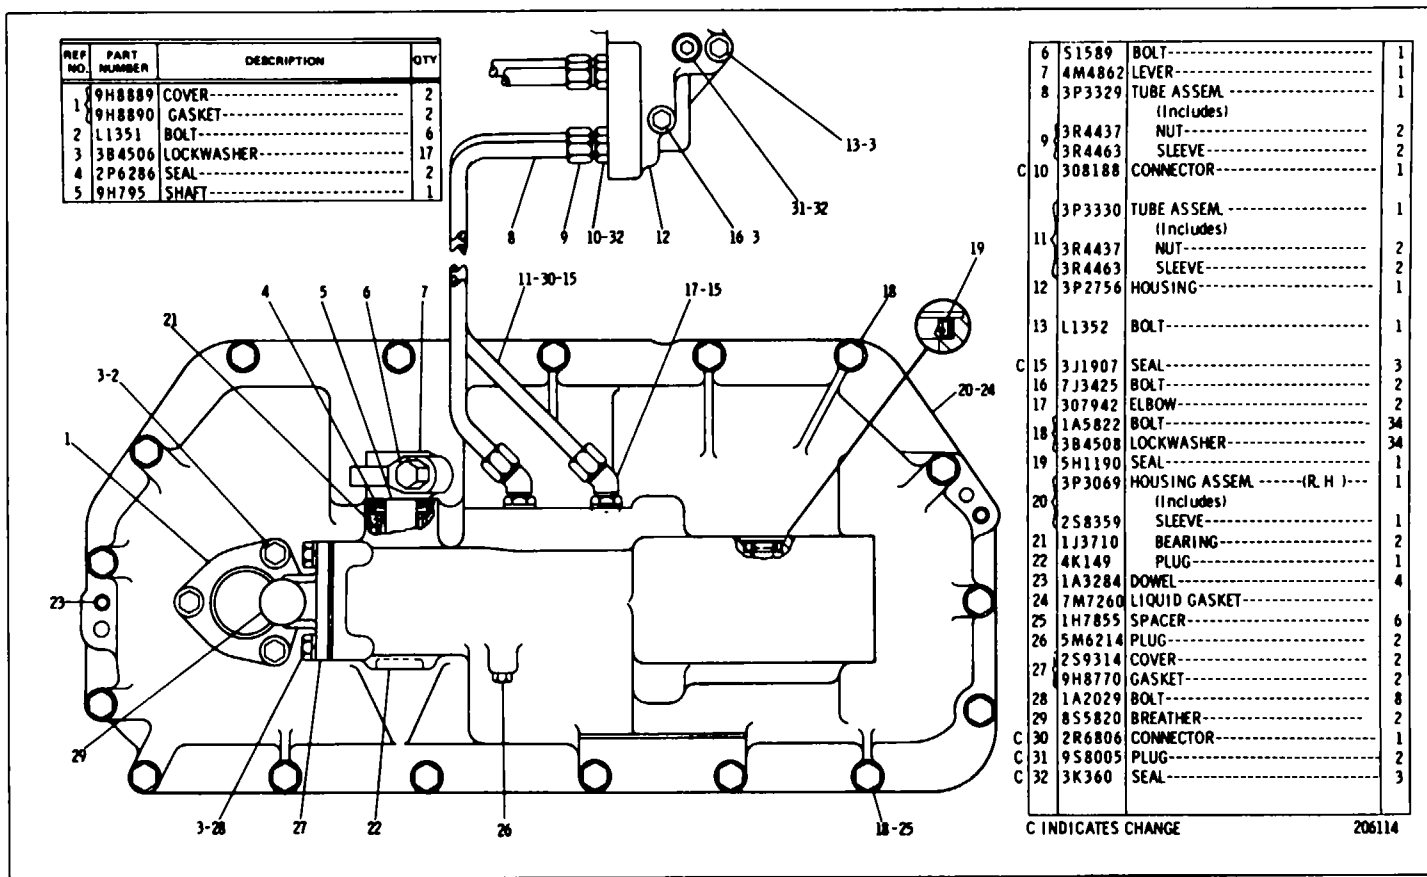 REF NO. PART NUMBER DESCRIPTION QTY
1 9H8889 COVER 2
9H8890 GASKET 2
2 L1351 BOLT 6
3 3B4506 LOCKWASHER 17
4 2P6286 SEAL 2
5 9H795 SHAFT 1
6 S1589 BOLT 1
7 4M4862 LEVER 1
8 3P3329 TUBE ASSEM. 1
(Includes)
9 3R4437 NUT 2
3R4463 SLEEVE 2
C 10 308188 CONNECTOR 1
11 3P3330 TUBE ASSEM. 1
(Includes)
3R4437 NUT 2
3R4463 SLEEVE 2
12 3P2756 HOUSING 1
13 L1352 BOLT 1
C 15 3J1907 SEAL 3
16 7J3425 BOLT 2
17 307942 ELBOW 2
18 1A5822 BOLT 34
3B4508 LOCKWASHER 34
19 5H1190 SEAL 1
20 3P3069 HOUSING ASSEM. (R.H.) 1
(Includes)
2S8359 SLEEVE 1
21 1J3710 BEARING 2
22 4K149 PLUG 1
23 1A3284 DOWEL 4
24 7M7260 LIQUID GASKET
25 1H7855 SPACER 6
26 5M6214 PLUG 2
27 2S9314 COVER 2
9H8770 GASKET 2
28 1A2029 BOLT 8
29 8S5820 BREATHER 2
C 30 2R6806 CONNECTOR 1
C 31 9S8005 PLUG 2
C 32 3K360 SEAL 3
C INDICATES CHANGE 206114
13-3
31-32
8 9 10-32 12 16 3
19
4 5 6 7 11-30-15 17-15 18
21
3-2
20-24
1
23
29
3-28 27 22 26 18-25